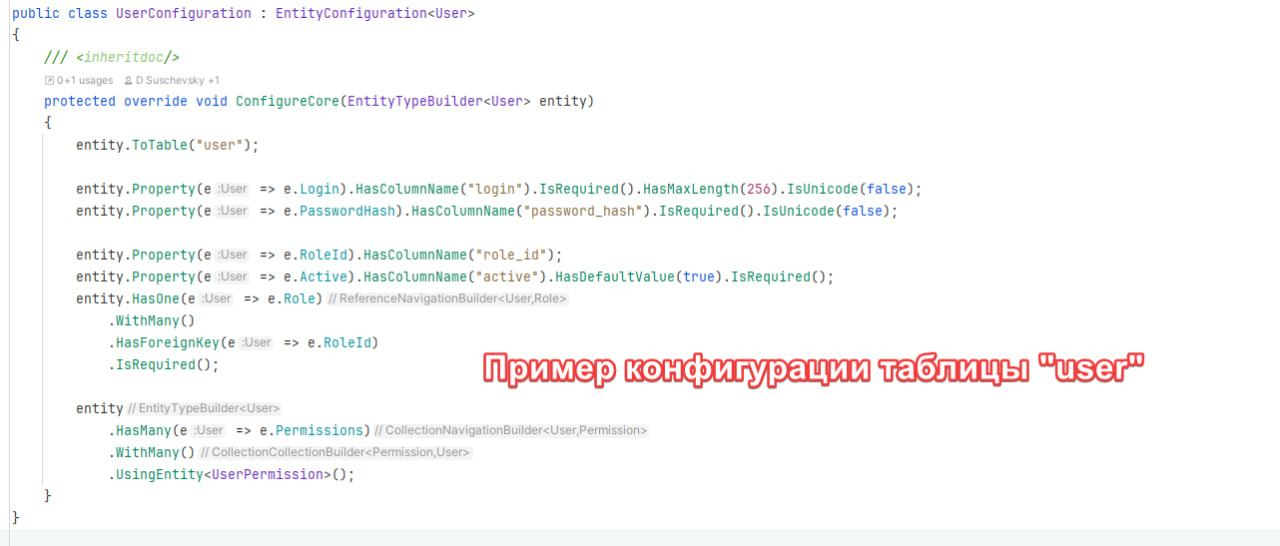 public class UserConfiguration : EntityConfiguration<User>
{
/// <inheritdoc/>
0+1 usages D Suschevsky +1
protected override void ConfigureCore(EntityTypeBuilder<User> entity)
{
entity.ToTable("user");
entity.Property(e :User => e.Login).HasColumnName("login").IsRequired().HasMaxLength(256).IsUnicode(false);
entity.Property(e :User => e.PasswordHash).HasColumnName("password_hash").IsRequired().IsUnicode(false);
entity.Property(e :User => e.RoleId).HasColumnName("role_id");
entity.Property(e :User => e.Active).HasColumnName("active").HasDefaultValue(true).IsRequired();
entity.HasOne(e :User => e.Role) // ReferenceNavigationBuilder<User,Role>
.WithMany()
.HasForeignKey(e :User => e.RoleId)
.IsRequired();
Пример конфигурации таблицы "user"
entity // EntityTypeBuilder<User>
.HasMany(e :User => e.Permissions) // CollectionNavigationBuilder<User,Permission>
.WithMany() // CollectionCollectionBuilder<Permission,User>
.UsingEntity<UserPermission>();
}
}